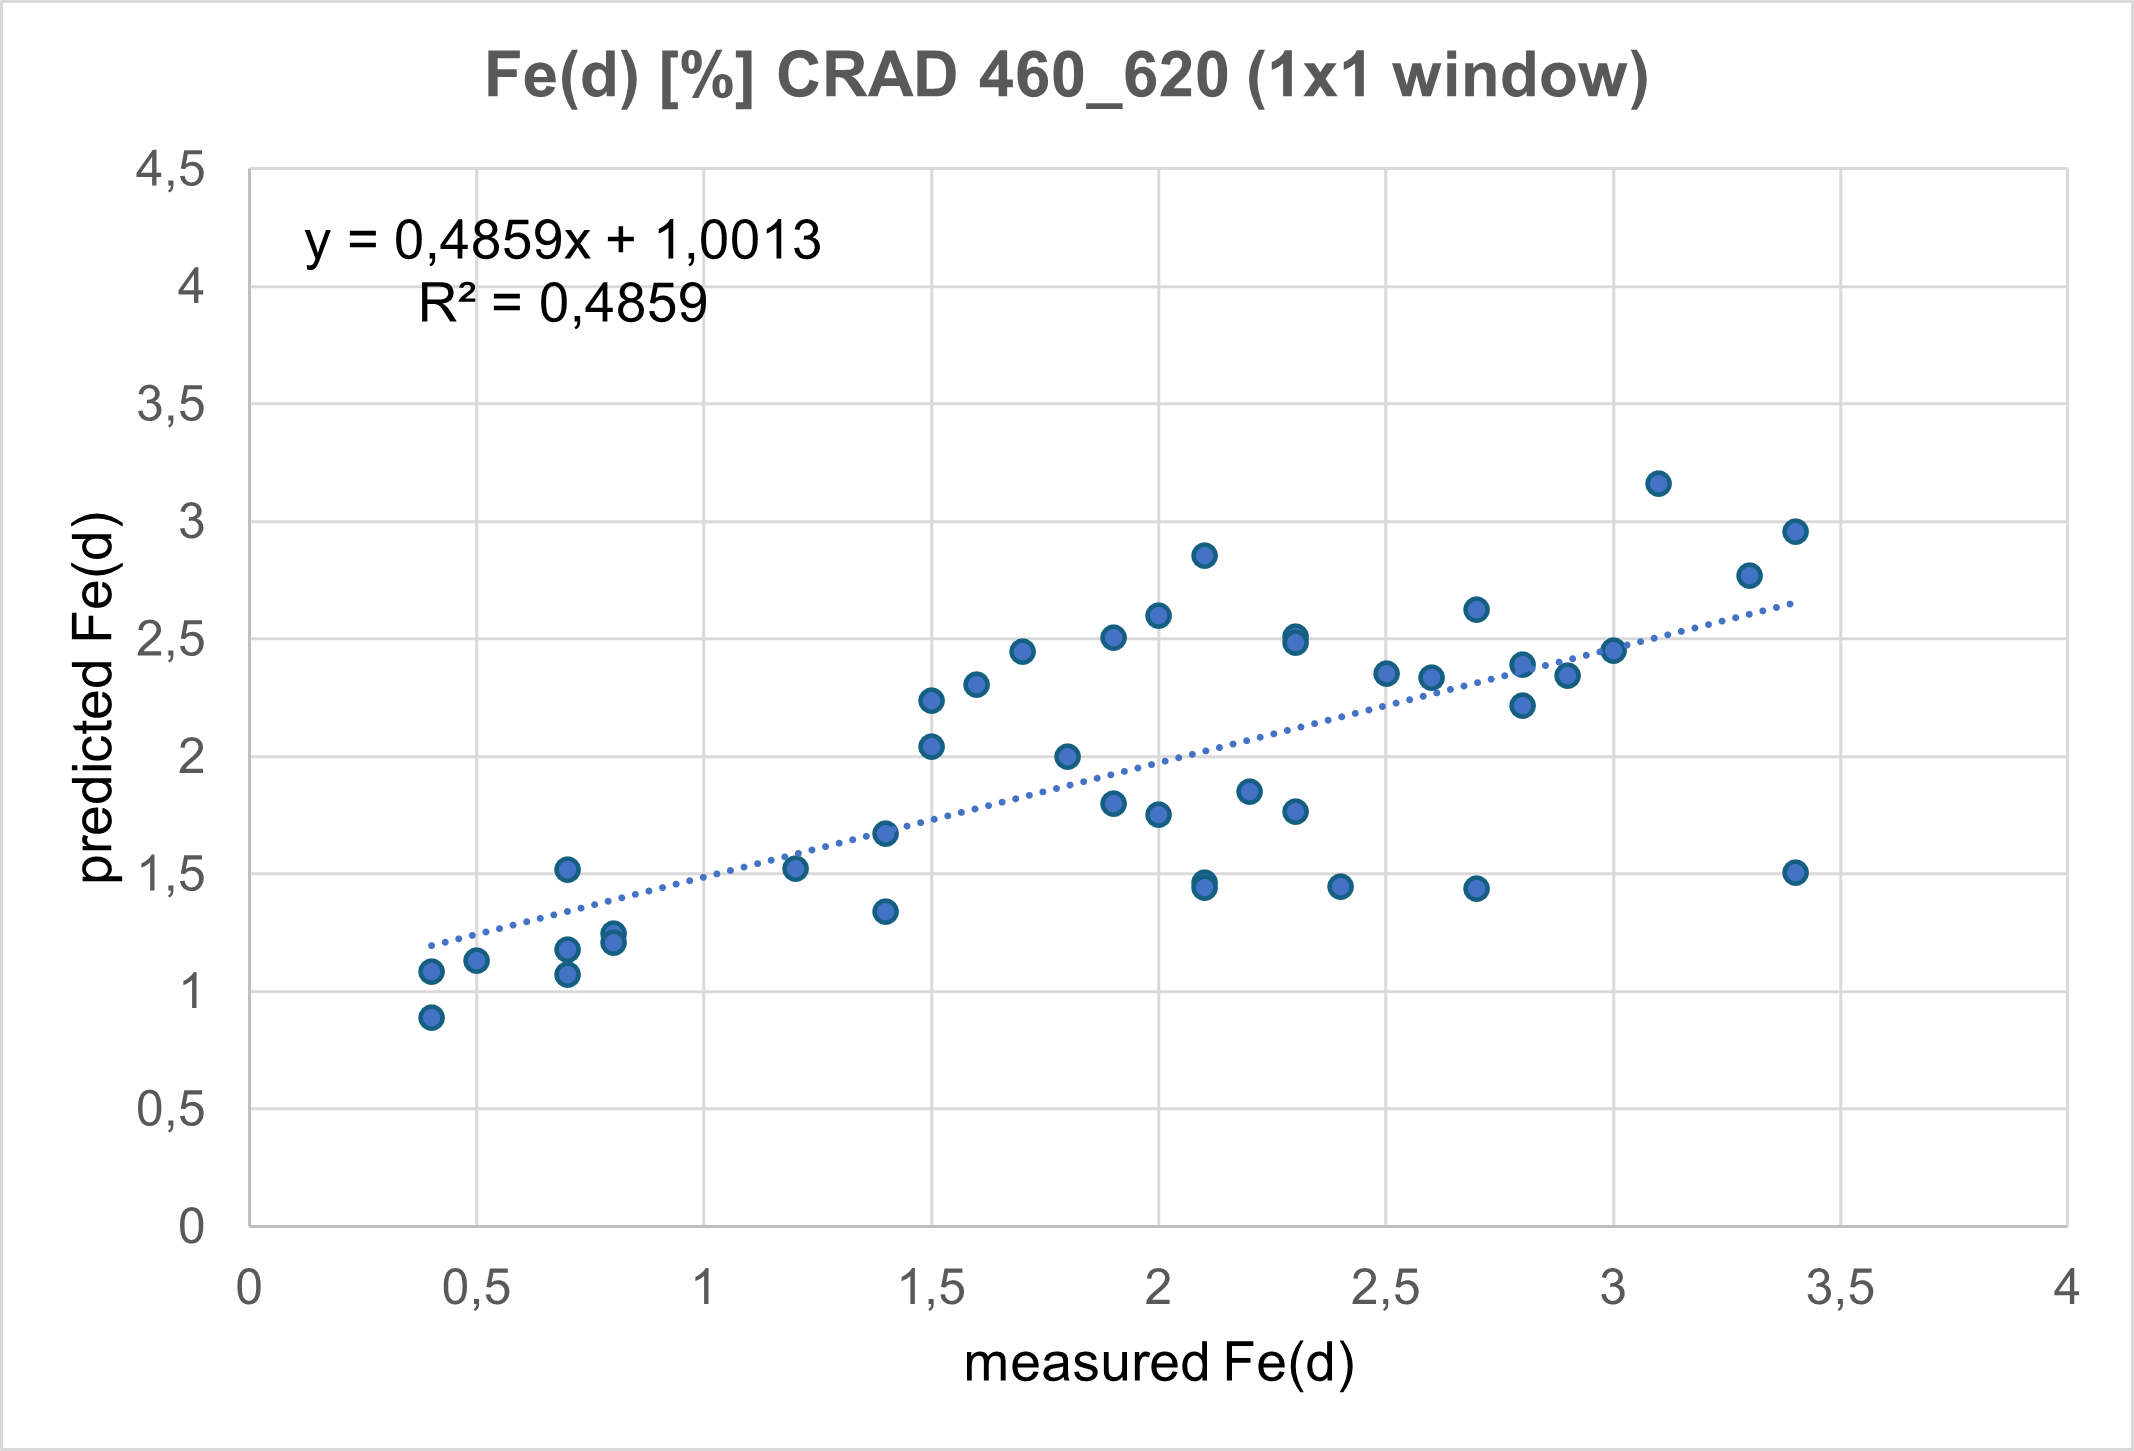 Fe(d) [%] CRAD 460_620 (1x1 window)
y = 0,4859x + 1,0013
R² = 0,4859
4,5
4
3,5
3
2,5
2
1,5
1
0,5
0
predicted Fe(d)
0 0,5 1 1,5 2 2,5 3 3,5 4
measured Fe(d)